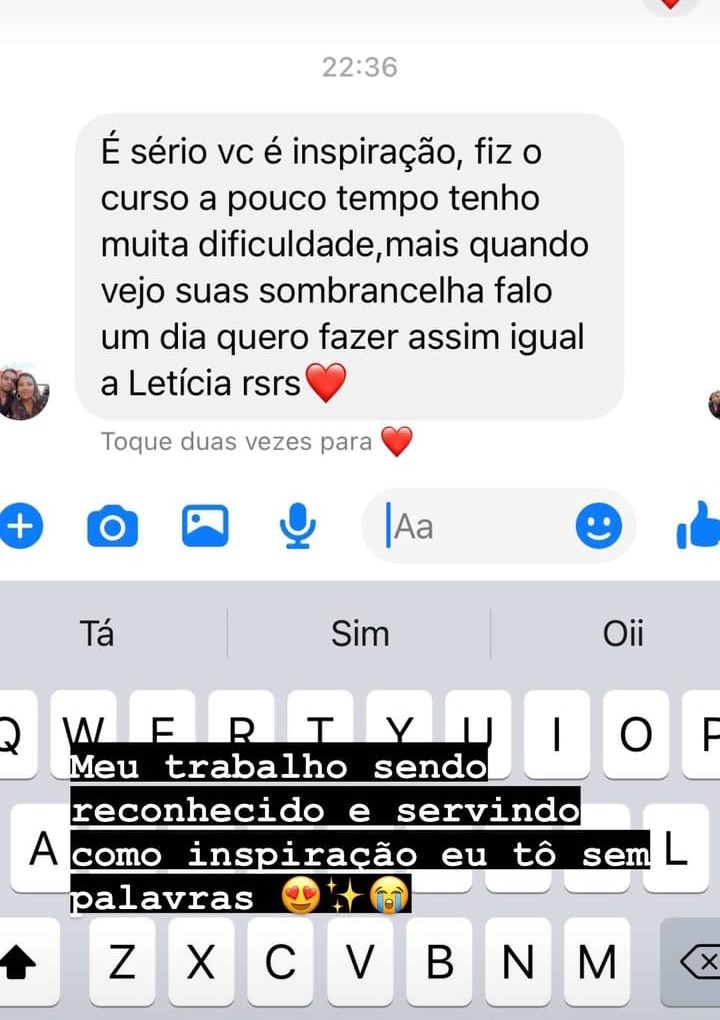 22:36
É sério vc é inspiração, fiz o
curso a pouco tempo tenho
muita dificuldade,mais quando
vejo suas sombrancelha falo
um dia quero fazer assim igual
a Letícia rsrs❤️
Toque duas vezes para ❤️
Aa
Tá Sim Oii
Q W E R T Y U I O P
Meu trabalho sendo
reconhecido e servindo
A L
como inspiração eu tô sem
palavras 😍✨😭
Z X C V B N M